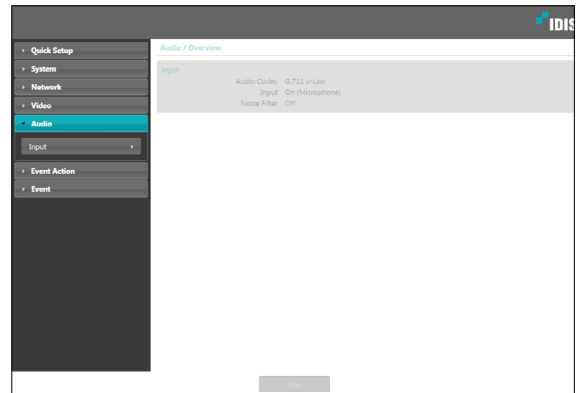 IDIS
Quick Setup
System
Network
Video
Audio
Input
Event Action
Event
Audio / Overview
Input
Audio Codec G.711 u-Law
Input On (Microphone)
Noise Filter Off
Save